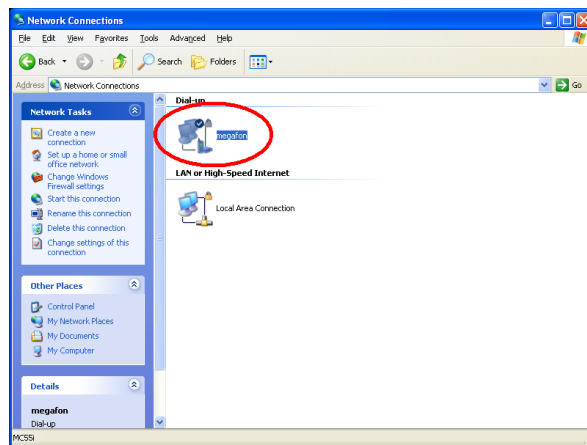 Network Connections
File Edit View Favorites Tools Advanced Help
Back Search Folders
Address Network Connections Go
Network Tasks
Create a new
connection
Set up a home or small
office network
Change Windows
Firewall settings
Start this connection
Rename this connection
Delete this connection
Change settings of this
connection
Other Places
Control Panel
My Network Places
My Documents
My Computer
Details
megafon
Dial-up
Dial-up
megafon
LAN or High-Speed Internet
Local Area Connection
MC55i